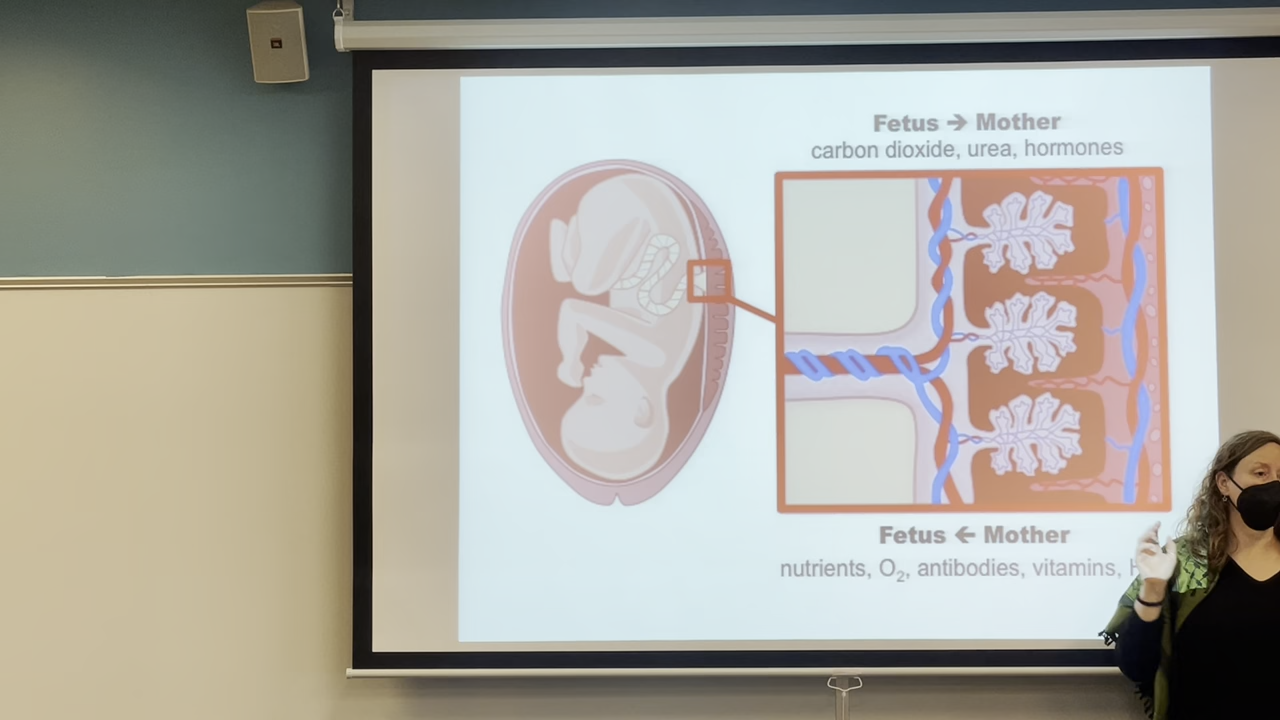 Fetus → Mother
carbon dioxide, urea, hormones
Fetus ← Mother
nutrients, O₂, antibodies, vitamins,